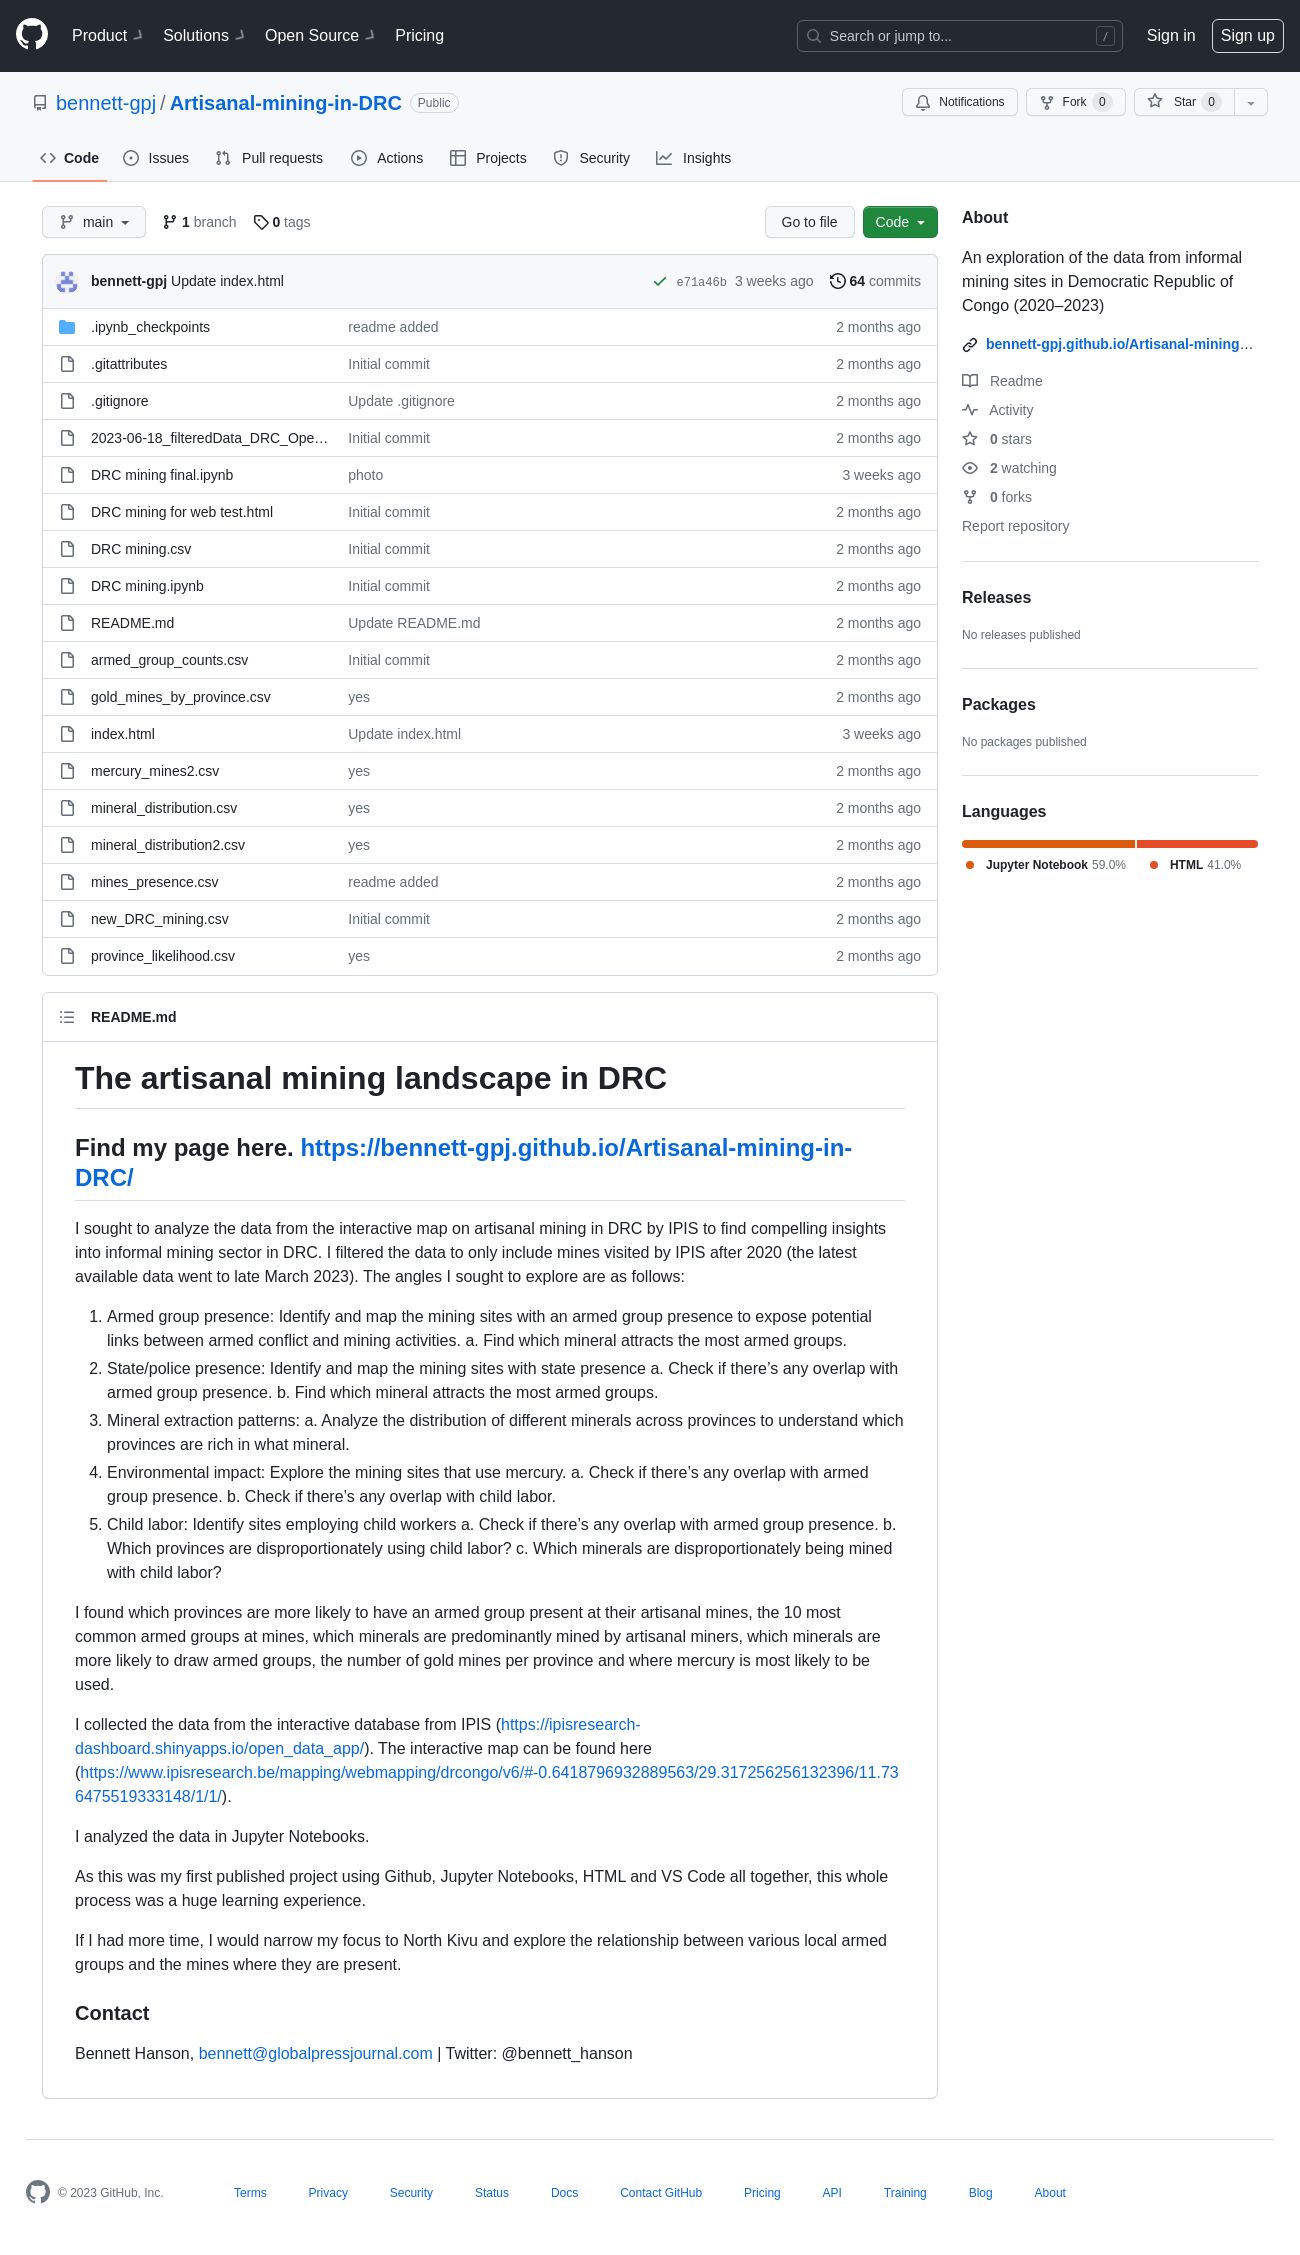 Product Solutions Open Source Pricing Search or jump to... / Sign in Sign up
bennett-gpj / Artisanal-mining-in-DRC Public Notifications Fork 0 Star 0
Code Issues Pull requests Actions Projects Security Insights
main 1 branch 0 tags Go to file Code
bennett-gpj Update index.html e71a46b 3 weeks ago 64 commits
.ipynb_checkpoints readme added 2 months ago
.gitattributes Initial commit 2 months ago
.gitignore Update .gitignore 2 months ago
2023-06-18_filteredData_DRC_Ope… Initial commit 2 months ago
DRC mining final.ipynb photo 3 weeks ago
DRC mining for web test.html Initial commit 2 months ago
DRC mining.csv Initial commit 2 months ago
DRC mining.ipynb Initial commit 2 months ago
README.md Update README.md 2 months ago
armed_group_counts.csv Initial commit 2 months ago
gold_mines_by_province.csv yes 2 months ago
index.html Update index.html 3 weeks ago
mercury_mines2.csv yes 2 months ago
mineral_distribution.csv yes 2 months ago
mineral_distribution2.csv yes 2 months ago
mines_presence.csv readme added 2 months ago
new_DRC_mining.csv Initial commit 2 months ago
province_likelihood.csv yes 2 months ago
README.md
The artisanal mining landscape in DRC
Find my page here. https://bennett-gpj.github.io/Artisanal-mining-in-
DRC/
I sought to analyze the data from the interactive map on artisanal mining in DRC by IPIS to find compelling insights
into informal mining sector in DRC. I filtered the data to only include mines visited by IPIS after 2020 (the latest
available data went to late March 2023). The angles I sought to explore are as follows:
1. Armed group presence: Identify and map the mining sites with an armed group presence to expose potential
links between armed conflict and mining activities. a. Find which mineral attracts the most armed groups.
2. State/police presence: Identify and map the mining sites with state presence a. Check if there’s any overlap with
armed group presence. b. Find which mineral attracts the most armed groups.
3. Mineral extraction patterns: a. Analyze the distribution of different minerals across provinces to understand which
provinces are rich in what mineral.
4. Environmental impact: Explore the mining sites that use mercury. a. Check if there’s any overlap with armed
group presence. b. Check if there’s any overlap with child labor.
5. Child labor: Identify sites employing child workers a. Check if there’s any overlap with armed group presence. b.
Which provinces are disproportionately using child labor? c. Which minerals are disproportionately being mined
with child labor?
I found which provinces are more likely to have an armed group present at their artisanal mines, the 10 most
common armed groups at mines, which minerals are predominantly mined by artisanal miners, which minerals are
more likely to draw armed groups, the number of gold mines per province and where mercury is most likely to be
used.
I collected the data from the interactive database from IPIS (https://ipisresearch-
dashboard.shinyapps.io/open_data_app/). The interactive map can be found here
(https://www.ipisresearch.be/mapping/webmapping/drcongo/v6/#-0.6418796932889563/29.317256256132396/11.73
6475519333148/1/1/).
I analyzed the data in Jupyter Notebooks.
As this was my first published project using Github, Jupyter Notebooks, HTML and VS Code all together, this whole
process was a huge learning experience.
If I had more time, I would narrow my focus to North Kivu and explore the relationship between various local armed
groups and the mines where they are present.
Contact
Bennett Hanson, bennett@globalpressjournal.com | Twitter: @bennett_hanson
About
An exploration of the data from informal
mining sites in Democratic Republic of
Congo (2020–2023)
bennett-gpj.github.io/Artisanal-mining…
Readme
Activity
0 stars
2 watching
0 forks
Report repository
Releases
No releases published
Packages
No packages published
Languages
Jupyter Notebook 59.0% HTML 41.0%
© 2023 GitHub, Inc. Terms Privacy Security Status Docs Contact GitHub Pricing API Training Blog About